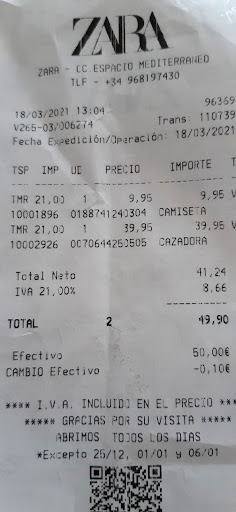 ZARA
ZARA - CC ESPACIO MEDITERRANEO
TLF - +34 968197430
18/03/2021 13:04 96369
V265-03/006274 Trans: 110739
Fecha Expedición/Operación: 18/03/2021
TSP IMP UD PRECIO IMPORTE T
TMR 21,00 1 9,95 9,95 V
10001896 0188741240304 CAMISETA
TMR 21,00 1 39,95 39,95 V
10002926 0070644250505 CAZADORA
Total Neto 41,24
IVA 21,00% 8,66
TOTAL 2 49,90
Efectivo 50,00€
CAMBIO Efectivo -0,10€
**** I.V.A. INCLUIDO EN EL PRECIO ****
***** GRACIAS POR SU VISITA *****
ABRIMOS TODOS LOS DIAS
*Excepto 25/12, 01/01 y 06/01